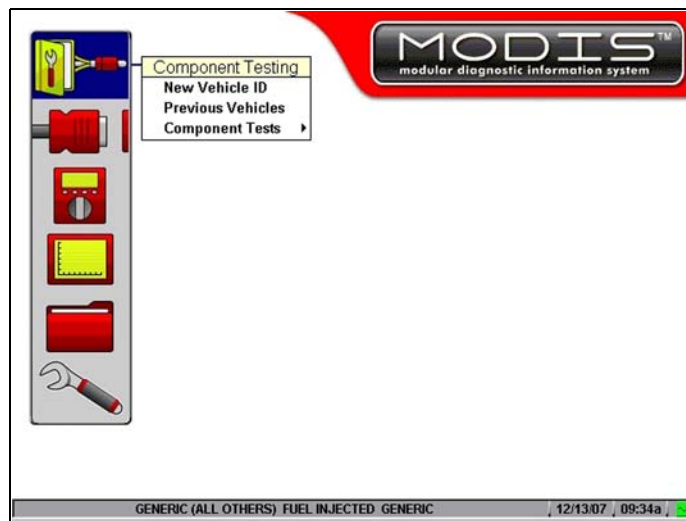 MODIS™
modular diagnostic information system
Component Testing
New Vehicle ID
Previous Vehicles
Component Tests
GENERIC (ALL OTHERS) FUEL INJECTED GENERIC 12/13/07 09:34a